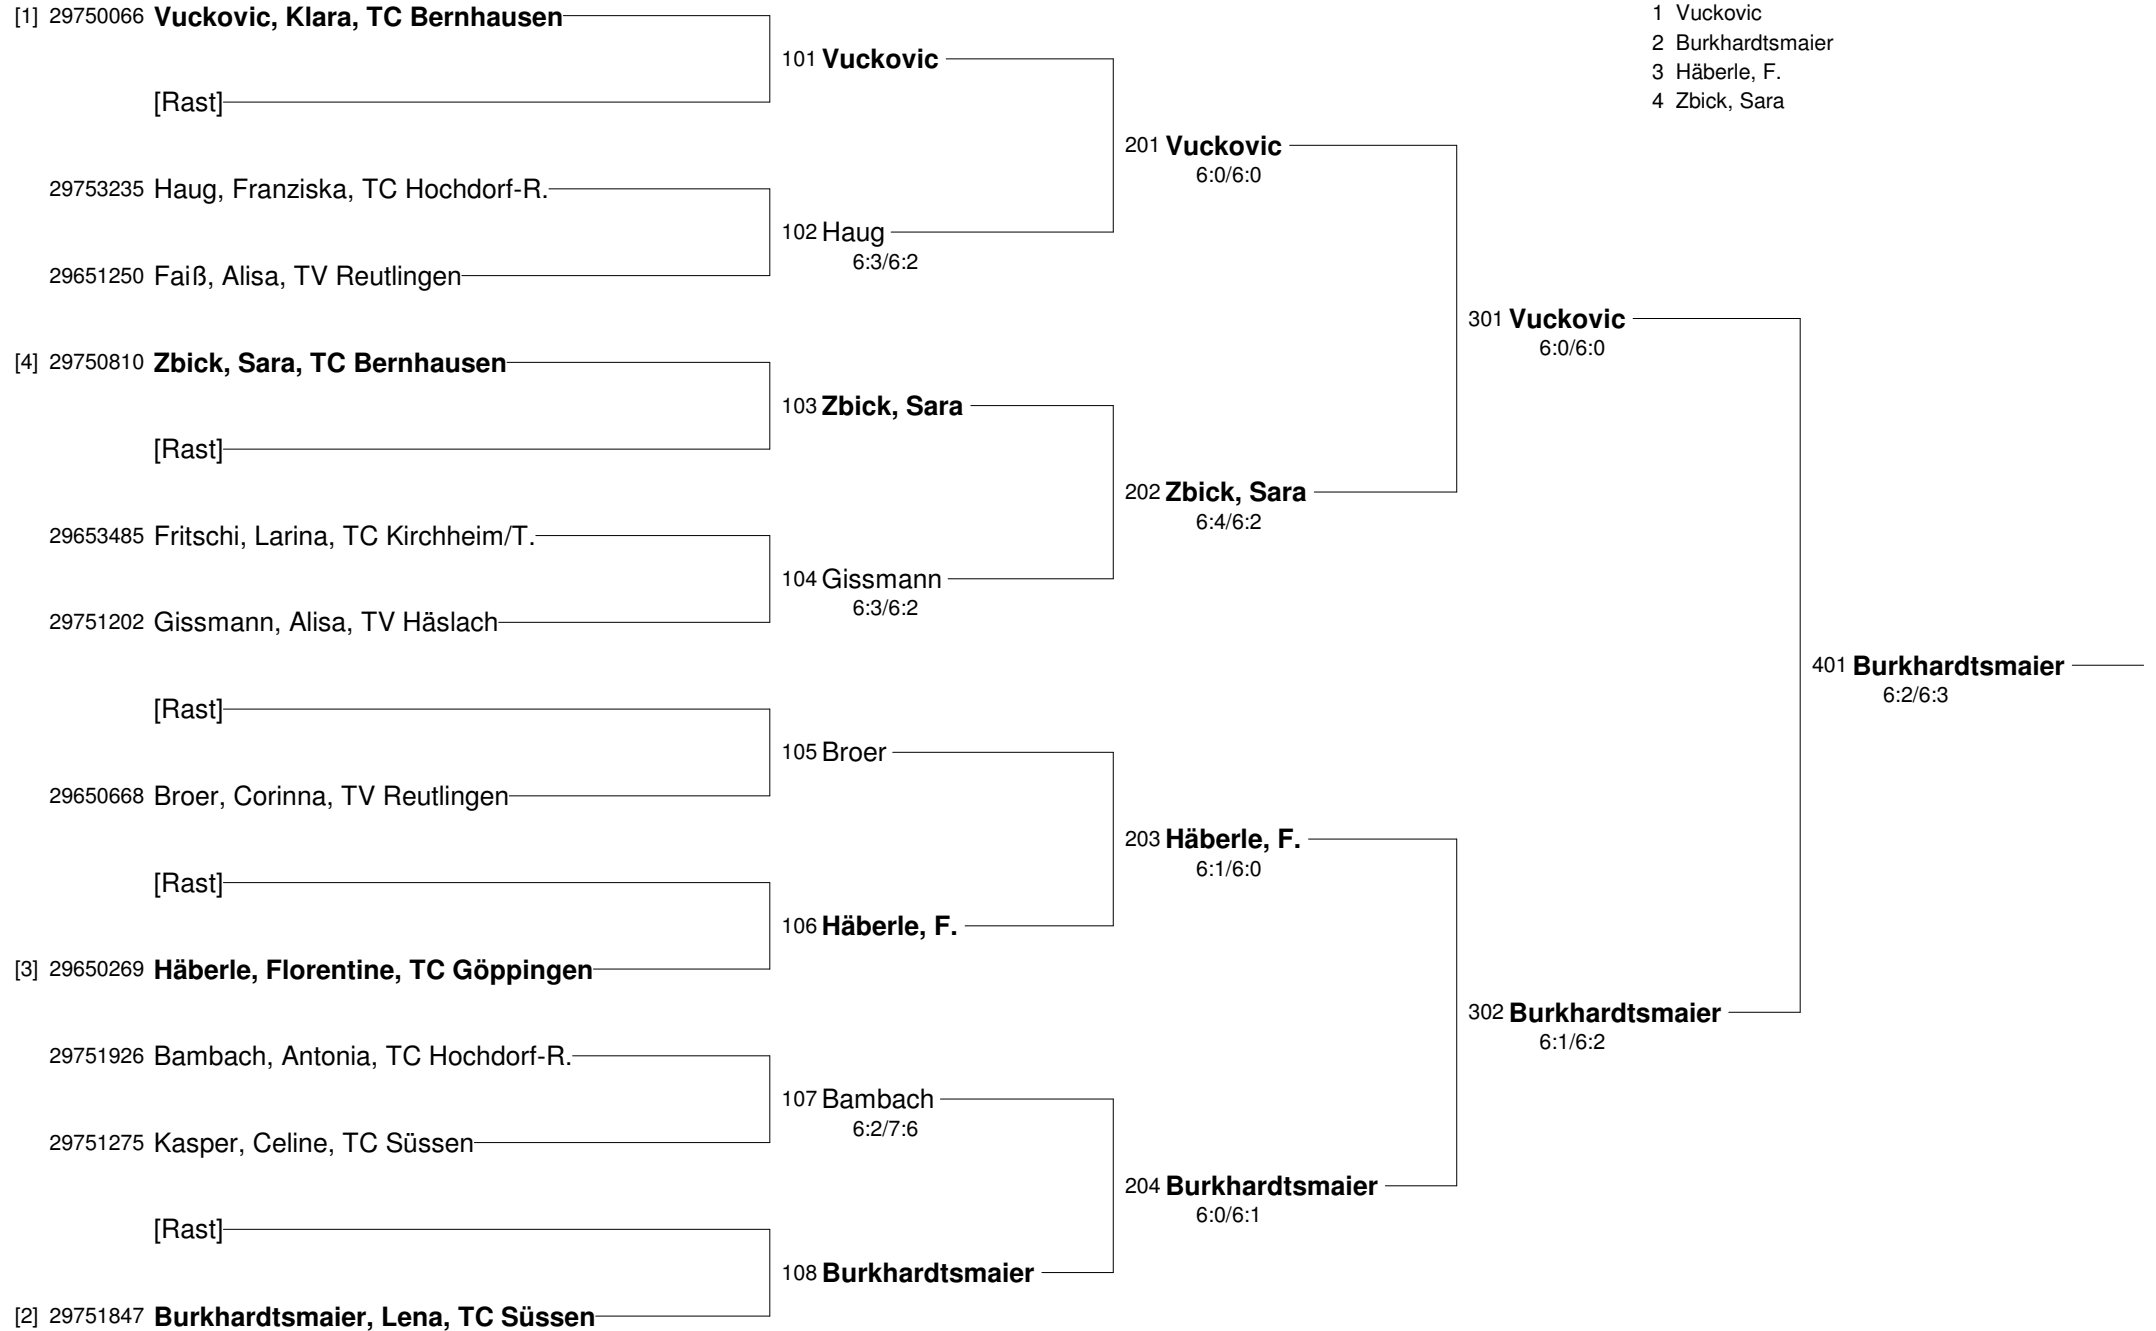 [1] 29750066 Vuckovic, Klara, TC Bernhausen
[Rast]
29753235 Haug, Franziska, TC Hochdorf-R.
29651250 Faiß, Alisa, TV Reutlingen
[4] 29750810 Zbick, Sara, TC Bernhausen
[Rast]
29653485 Fritschi, Larina, TC Kirchheim/T.
29751202 Gissmann, Alisa, TV Häslach
[Rast]
29650668 Broer, Corinna, TV Reutlingen
[Rast]
[3] 29650269 Häberle, Florentine, TC Göppingen
29751926 Bambach, Antonia, TC Hochdorf-R.
29751275 Kasper, Celine, TC Süssen
[Rast]
[2] 29751847 Burkhardtsmaier, Lena, TC Süssen
101 Vuckovic
102 Haug
6:3/6:2
103 Zbick, Sara
104 Gissmann
6:3/6:2
105 Broer
106 Häberle, F.
107 Bambach
6:2/7:6
108 Burkhardtsmaier
201 Vuckovic
6:0/6:0
202 Zbick, Sara
6:4/6:2
203 Häberle, F.
6:1/6:0
204 Burkhardtsmaier
6:0/6:1
301 Vuckovic
6:0/6:0
302 Burkhardtsmaier
6:1/6:2
401 Burkhardtsmaier
6:2/6:3
1 Vuckovic
2 Burkhardtsmaier
3 Häberle, F.
4 Zbick, Sara